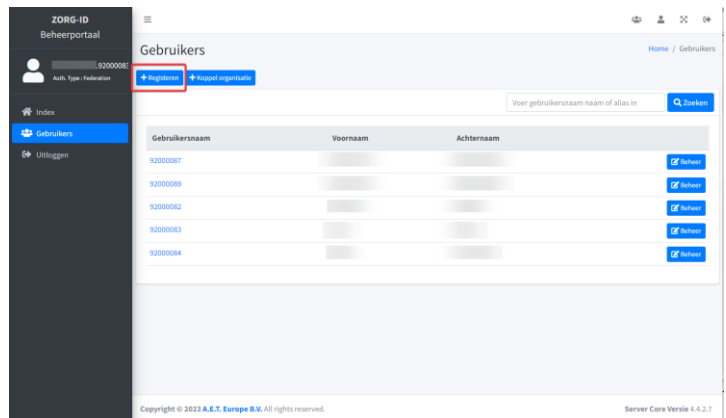 ZORG-ID
Beheerportaal
.92000083
Auth. Type : Federation
Index
Gebruikers
Uitloggen
Gebruikers
Home / Gebruikers
+Registeren
+Koppel organisatie
Voer gebruikersnaam naam of alias in
Zoeken
Gebruikersnaam Voornaam Achternaam
92000087 Beheer
92000089 Beheer
92000082 Beheer
92000083 Beheer
92000084 Beheer
Copyright © 2023 A.E.T. Europe B.V. All rights reserved.
Server Core Versie 4.4.2.7